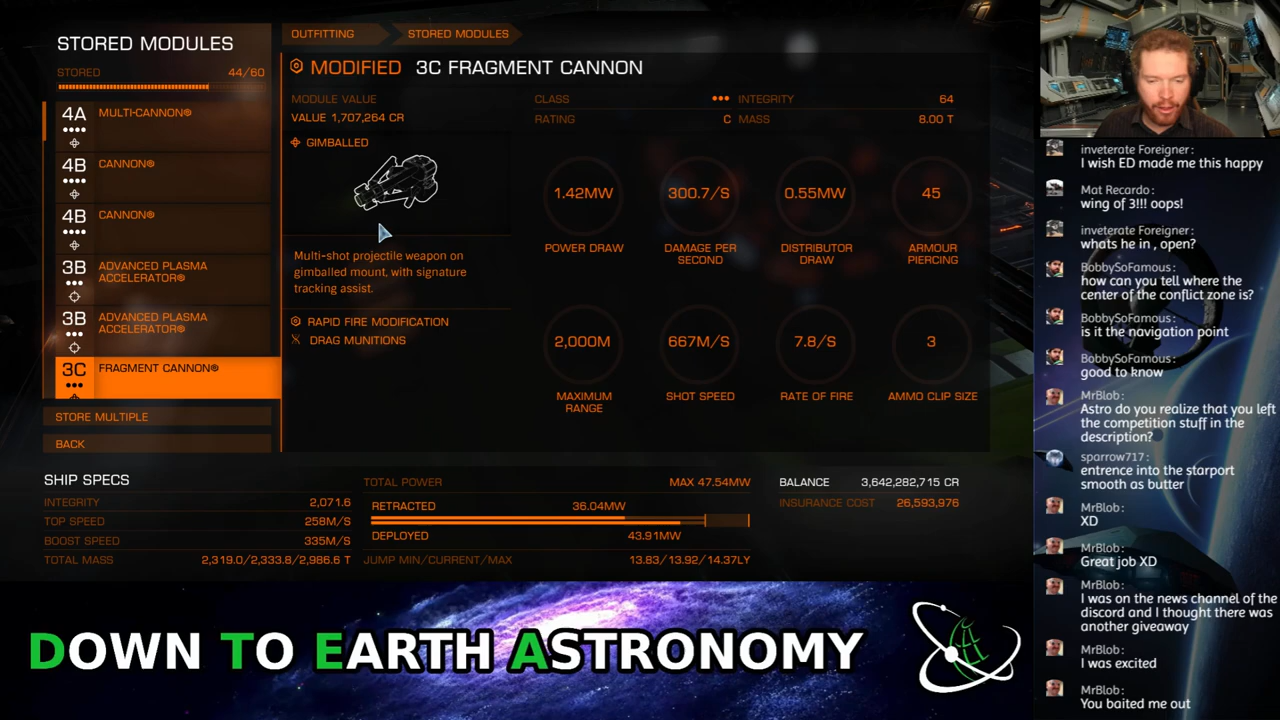 STORED MODULES
STORED 44/60
4A MULTI-CANNON®
4B CANNON®
4B CANNON®
3B ADVANCED PLASMA
ACCELERATOR®
3B ADVANCED PLASMA
ACCELERATOR®
3C FRAGMENT CANNON®
STORE MULTIPLE
BACK
OUTFITTING STORED MODULES
MODIFIED 3C FRAGMENT CANNON
MODULE VALUE
VALUE 1,707,264 CR
GIMBALLED
CLASS INTEGRITY 64
RATING C MASS 8.00 T
Multi-shot projectile weapon on
gimballed mount, with signature
tracking assist.
RAPID FIRE MODIFICATION
DRAG MUNITIONS
1.42MW 300.7/S 0.55MW 45
POWER DRAW DAMAGE PER DISTRIBUTOR ARMOUR
SECOND DRAW PIERCING
2,000M 667M/S 7.8/S 3
MAXIMUM SHOT SPEED RATE OF FIRE AMMO CLIP SIZE
RANGE
SHIP SPECS
INTEGRITY 2,071.6
TOP SPEED 258M/S
BOOST SPEED 335M/S
TOTAL MASS 2,319.0/2,333.8/2,986.6 T
TOTAL POWER MAX 47.54MW
RETRACTED 36.04MW
DEPLOYED 43.91MW
JUMP MIN/CURRENT/MAX 13.83/13.92/14.37LY
BALANCE 3,642,282,715 CR
INSURANCE COST 26,593,976
DOWN TO EARTH ASTRONOMY
inveterate Foreigner:
I wish ED made me this happy
Mat Recardo:
wing of 3!!! oops!
inveterate Foreigner:
whats he in , open?
BobbySoFamous:
how can you tell where the
center of the conflict zone is?
BobbySoFamous:
is it the navigation point
BobbySoFamous:
good to know
MrBlob:
Astro do you realize that you left
the competition stuff in the
description?
sparrow717:
entrence into the starport
smooth as butter
MrBlob:
XD
MrBlob:
Great job XD
MrBlob:
I was on the news channel of the
discord and I thought there was
another giveaway
MrBlob:
I was excited
MrBlob:
You baited me out